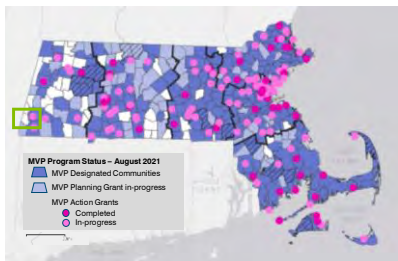 MVP Program Status – August 2021
MVP Designated Communities
MVP Planning Grant in-progress
MVP Action Grants
Completed
In-progress